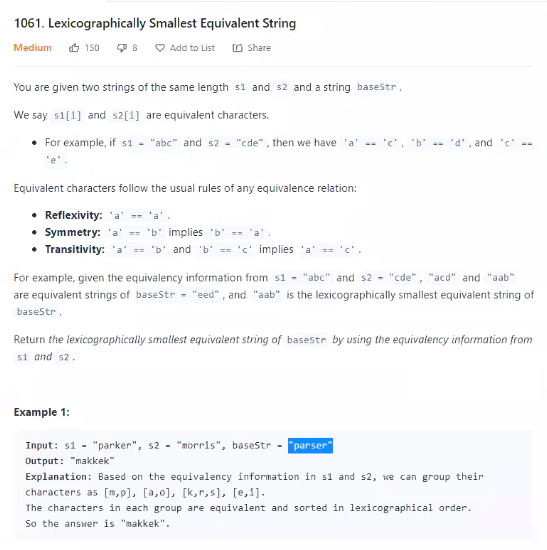 1061. Lexicographically Smallest Equivalent String
Medium 150 8 Add to List Share
You are given two strings of the same length s1 and s2 and a string baseStr.
We say s1[i] and s2[i] are equivalent characters.
• For example, if s1 = "abc" and s2 = "cde", then we have 'a' == 'c', 'b' == 'd', and 'c' ==
'e'.
Equivalent characters follow the usual rules of any equivalence relation:
• Reflexivity: 'a' == 'a'.
• Symmetry: 'a' == 'b' implies 'b' == 'a'.
• Transitivity: 'a' == 'b' and 'b' == 'c' implies 'a' == 'c'.
For example, given the equivalency information from s1 = "abc" and s2 = "cde", "acd" and "aab"
are equivalent strings of baseStr = "eed", and "aab" is the lexicographically smallest equivalent string of
baseStr.
Return the lexicographically smallest equivalent string of baseStr by using the equivalency information from
s1 and s2.
Example 1:
Input: s1 = "parker", s2 = "morris", baseStr = "parser"
Output: "makkek"
Explanation: Based on the equivalency information in s1 and s2, we can group their
characters as [m,p], [a,o], [k,r,s], [e,i].
The characters in each group are equivalent and sorted in lexicographical order.
So the answer is "makkek".